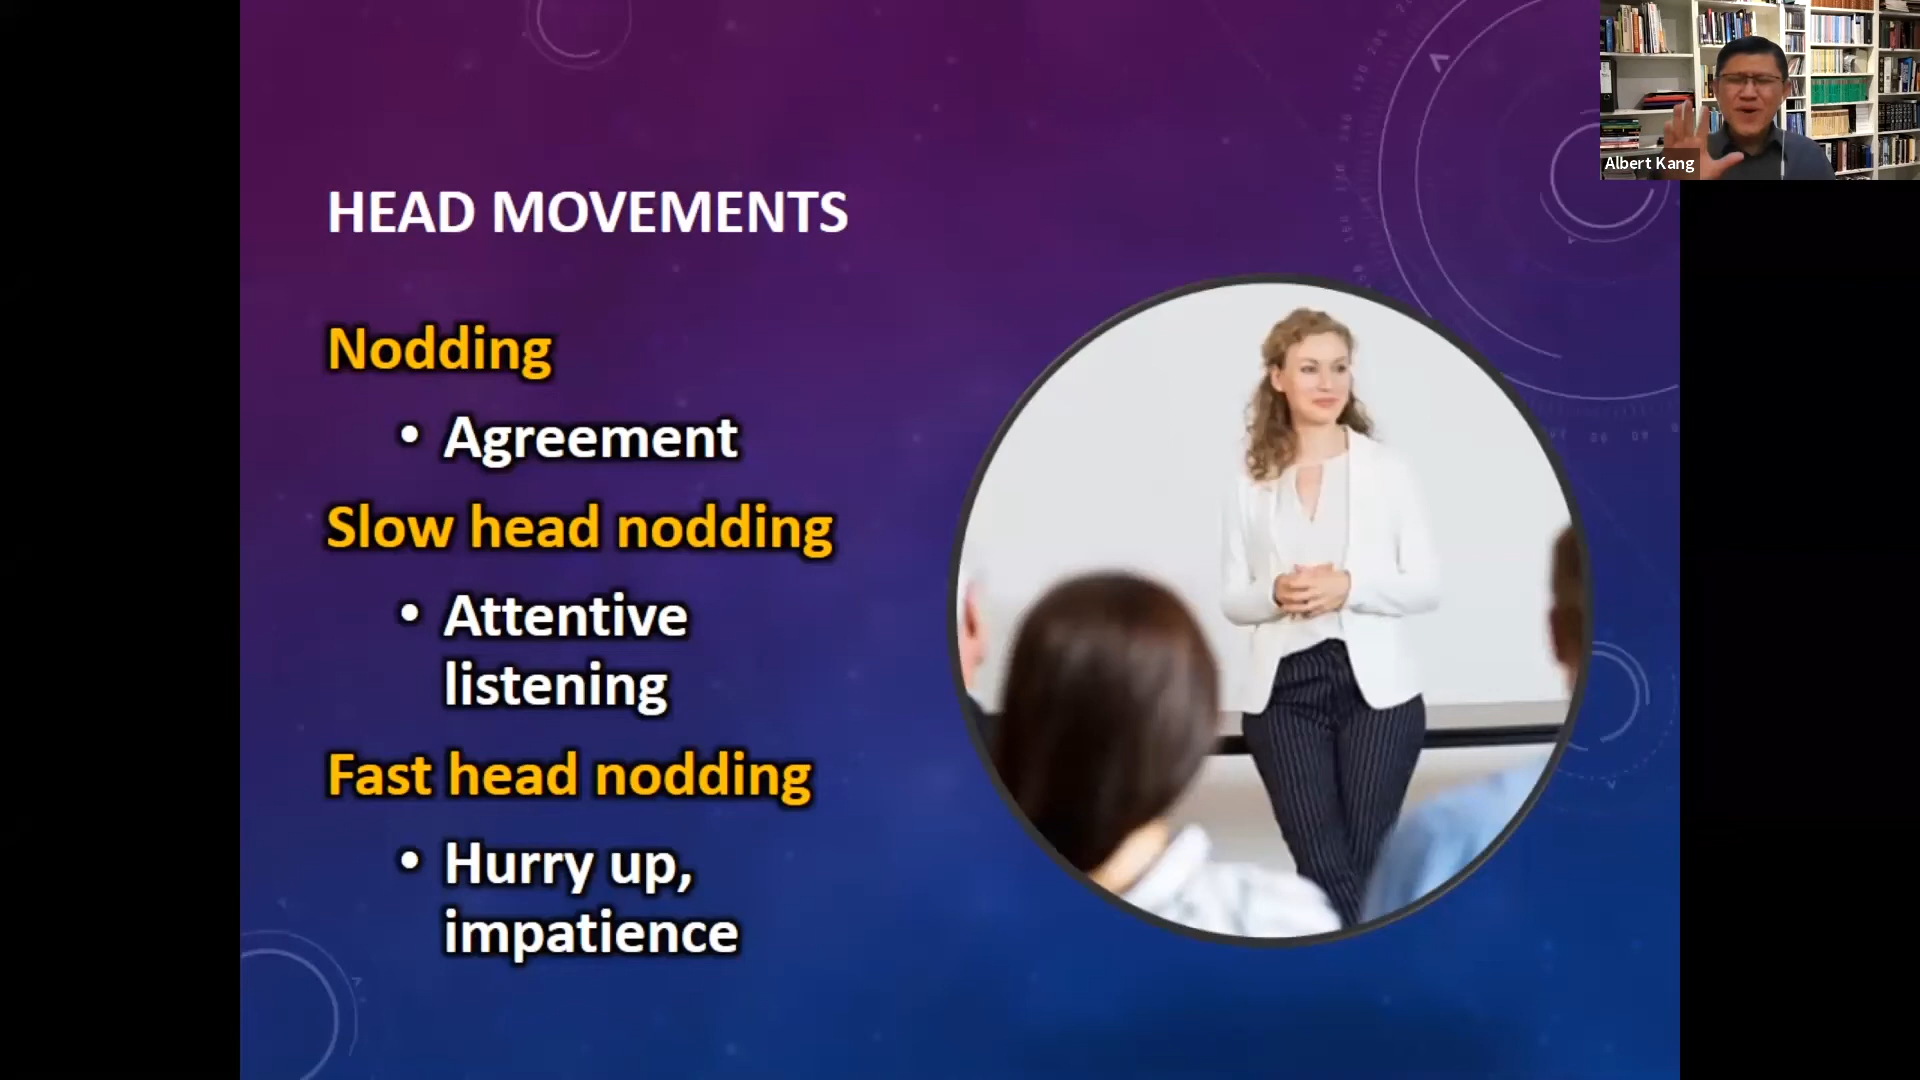 Albert Kang
HEAD MOVEMENTS
Nodding
• Agreement
Slow head nodding
• Attentive
listening
Fast head nodding
• Hurry up,
impatience